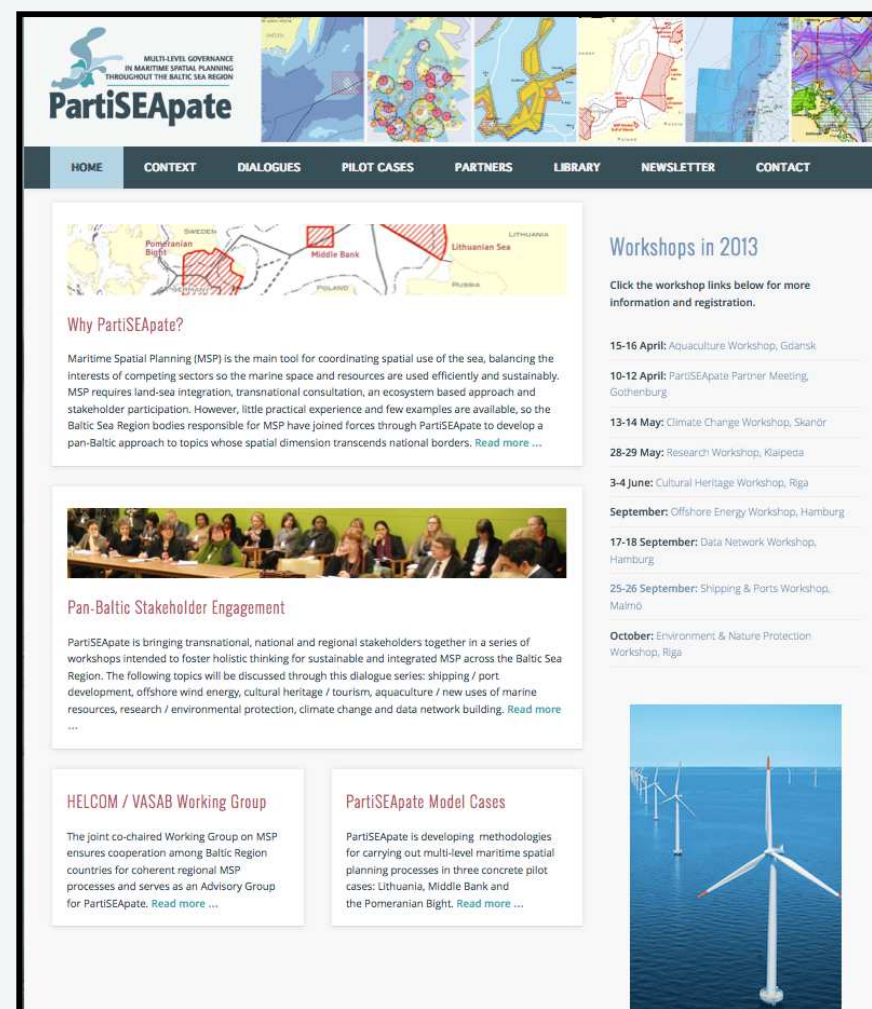 MULTI-LEVEL GOVERNANCE
IN MARITIME SPATIAL PLANNING
THROUGHOUT THE BALTIC SEA REGION
PartiSEApate
HOME CONTEXT DIALOGUES PILOT CASES PARTNERS LIBRARY NEWSLETTER CONTACT
SWEDEN
Pomeranian
Bight
Middle Bank
LITHUANIA
Lithuanian Sea
GERMANY
POLAND
RUSSIA
Why PartiSEApate?
Maritime Spatial Planning (MSP) is the main tool for coordinating spatial use of the sea, balancing the
interests of competing sectors so the marine space and resources are used efficiently and sustainably.
MSP requires land-sea integration, transnational consultation, an ecosystem based approach and
stakeholder participation. However, little practical experience and few examples are available, so the
Baltic Sea Region bodies responsible for MSP have joined forces through PartiSEApate to develop a
pan-Baltic approach to topics whose spatial dimension transcends national borders. Read more ...
Pan-Baltic Stakeholder Engagement
PartiSEApate is bringing transnational, national and regional stakeholders together in a series of
workshops intended to foster holistic thinking for sustainable and integrated MSP across the Baltic Sea
Region. The following topics will be discussed through this dialogue series: shipping / port
development, offshore wind energy, cultural heritage / tourism, aquaculture / new uses of marine
resources, research / environmental protection, climate change and data network building. Read more
...
HELCOM / VASAB Working Group
The joint co-chaired Working Group on MSP
ensures cooperation among Baltic Region
countries for coherent regional MSP
processes and serves as an Advisory Group
for PartiSEApate. Read more ...
PartiSEApate Model Cases
PartiSEApate is developing methodologies
for carrying out multi-level maritime spatial
planning processes in three concrete pilot
cases: Lithuania, Middle Bank and
the Pomeranian Bight. Read more ...
Workshops in 2013
Click the workshop links below for more
information and registration.
15-16 April: Aquaculture Workshop, Gdansk
10-12 April: PartiSEApate Partner Meeting,
Gothenburg
13-14 May: Climate Change Workshop, Skanör
28-29 May: Research Workshop, Klaipeda
3-4 June: Cultural Heritage Workshop, Riga
September: Offshore Energy Workshop, Hamburg
17-18 September: Data Network Workshop,
Hamburg
25-26 September: Shipping & Ports Workshop,
Malmö
October: Environment & Nature Protection
Workshop, Riga